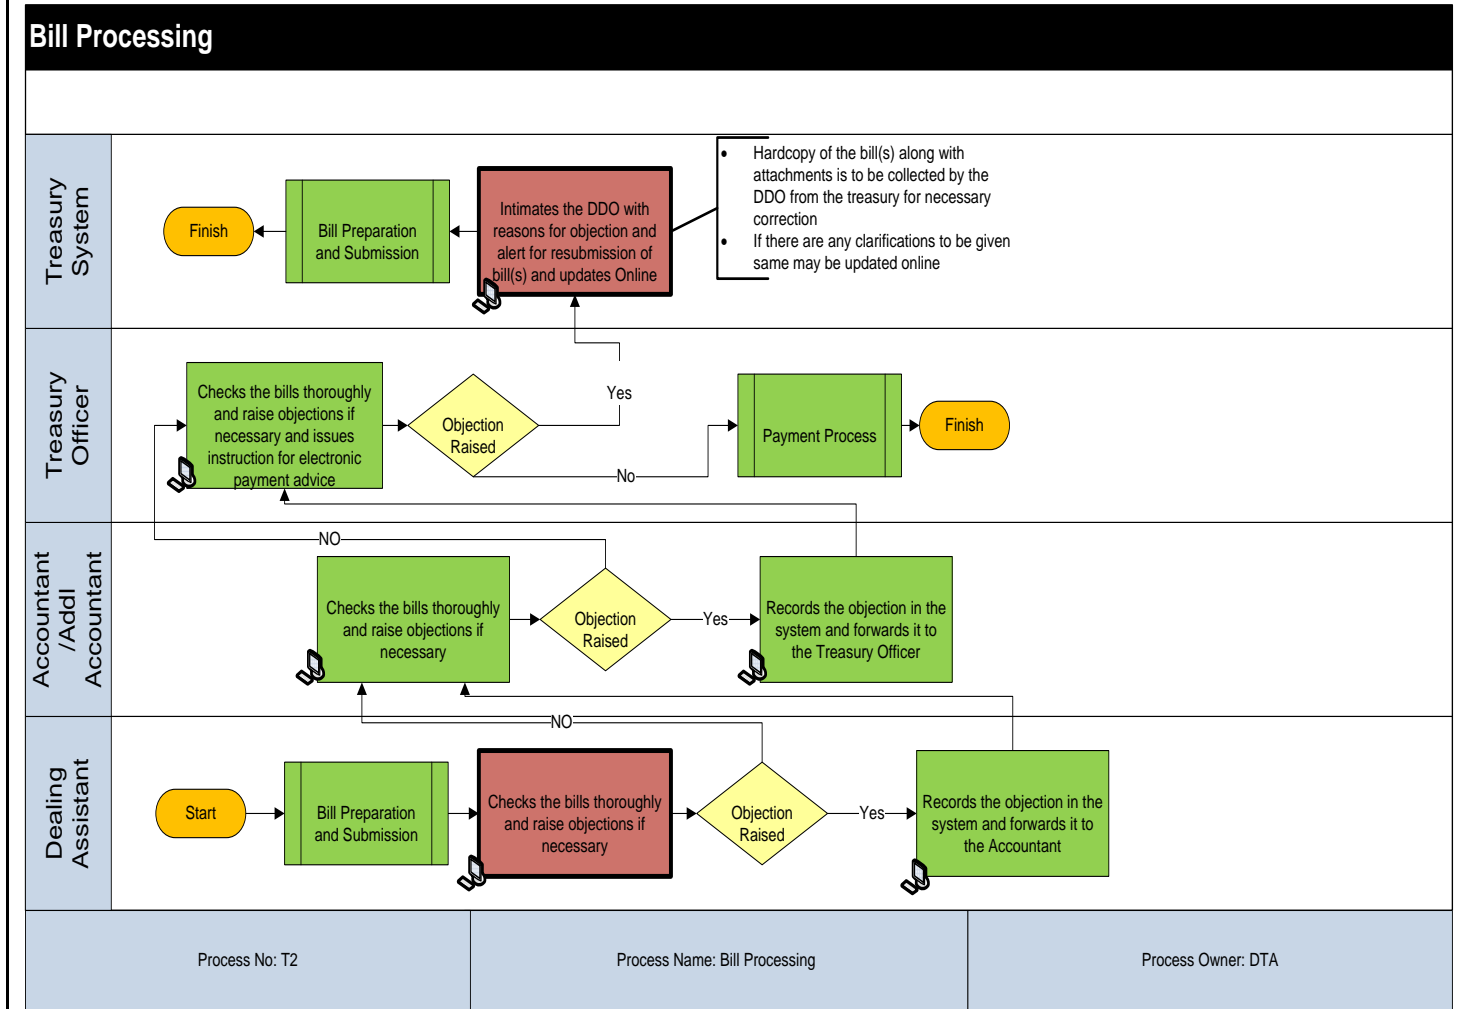 Bill Processing
Treasury
System
Finish
Bill Preparation
and Submission
Intimates the DDO with
reasons for objection and
alert for resubmission of
bill(s) and updates Online
• Hardcopy of the bill(s) along with
attachments is to be collected by the
DDO from the treasury for necessary
correction
• If there are any clarifications to be given
same may be updated online
Treasury
Officer
Checks the bills thoroughly
and raise objections if
necessary and issues
instruction for electronic
payment advice
Objection
Raised
Yes
No
Payment Process
Finish
Accountant
/Addl
Accountant
NO
Checks the bills thoroughly
and raise objections if
necessary
Objection
Raised
Yes
Records the objection in the
system and forwards it to
the Treasury Officer
Dealing
Assistant
NO
Start
Bill Preparation
and Submission
Checks the bills thoroughly
and raise objections if
necessary
Objection
Raised
Yes
Records the objection in the
system and forwards it to
the Accountant
Process No: T2
Process Name: Bill Processing
Process Owner: DTA